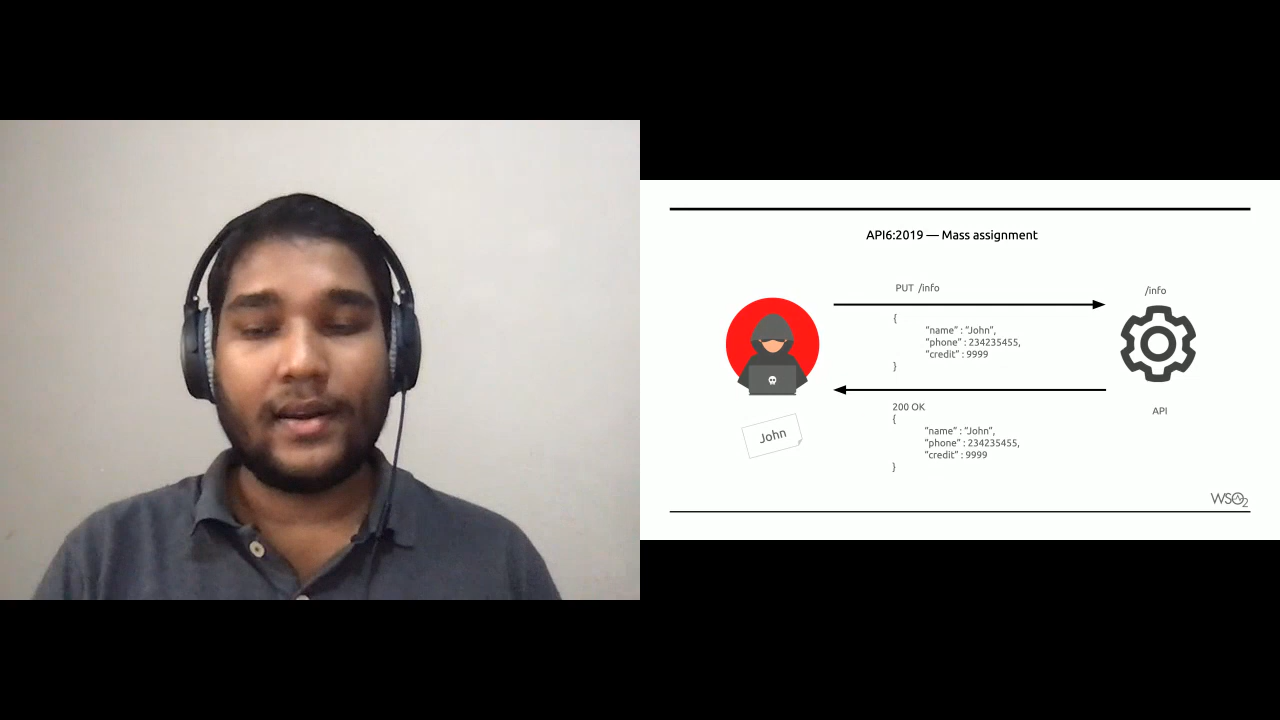 API6:2019 — Mass assignment
PUT /info
/info
{
"name" : "John",
"phone" : 234235455,
"credit" : 9999
}
API
200 OK
{
"name" : "John",
"phone" : 234235455,
"credit" : 9999
}
John
WSO2